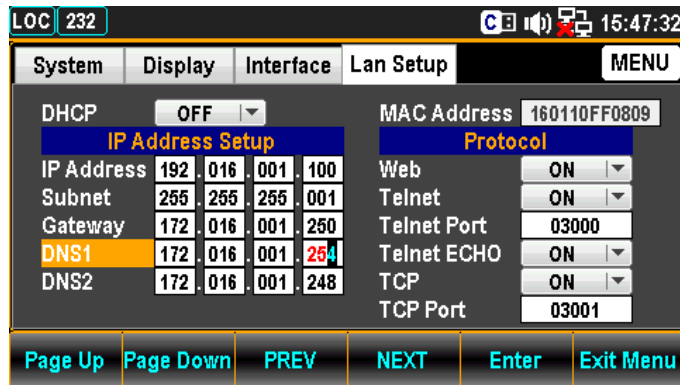 LOC 232 C 15:47:32
System Display Interface Lan Setup MENU
DHCP OFF MAC Address 160110FF0809
IP Address Setup Protocol
IP Address 192.016.001.100 Web ON
Subnet 255.255.255.001 Telnet ON
Gateway 172.016.001.250 Telnet Port 03000
DNS1 172.016.001.254 Telnet ECHO ON
DNS2 172.016.001.248 TCP ON
TCP Port 03001
Page Up Page Down PREV NEXT Enter Exit Menu